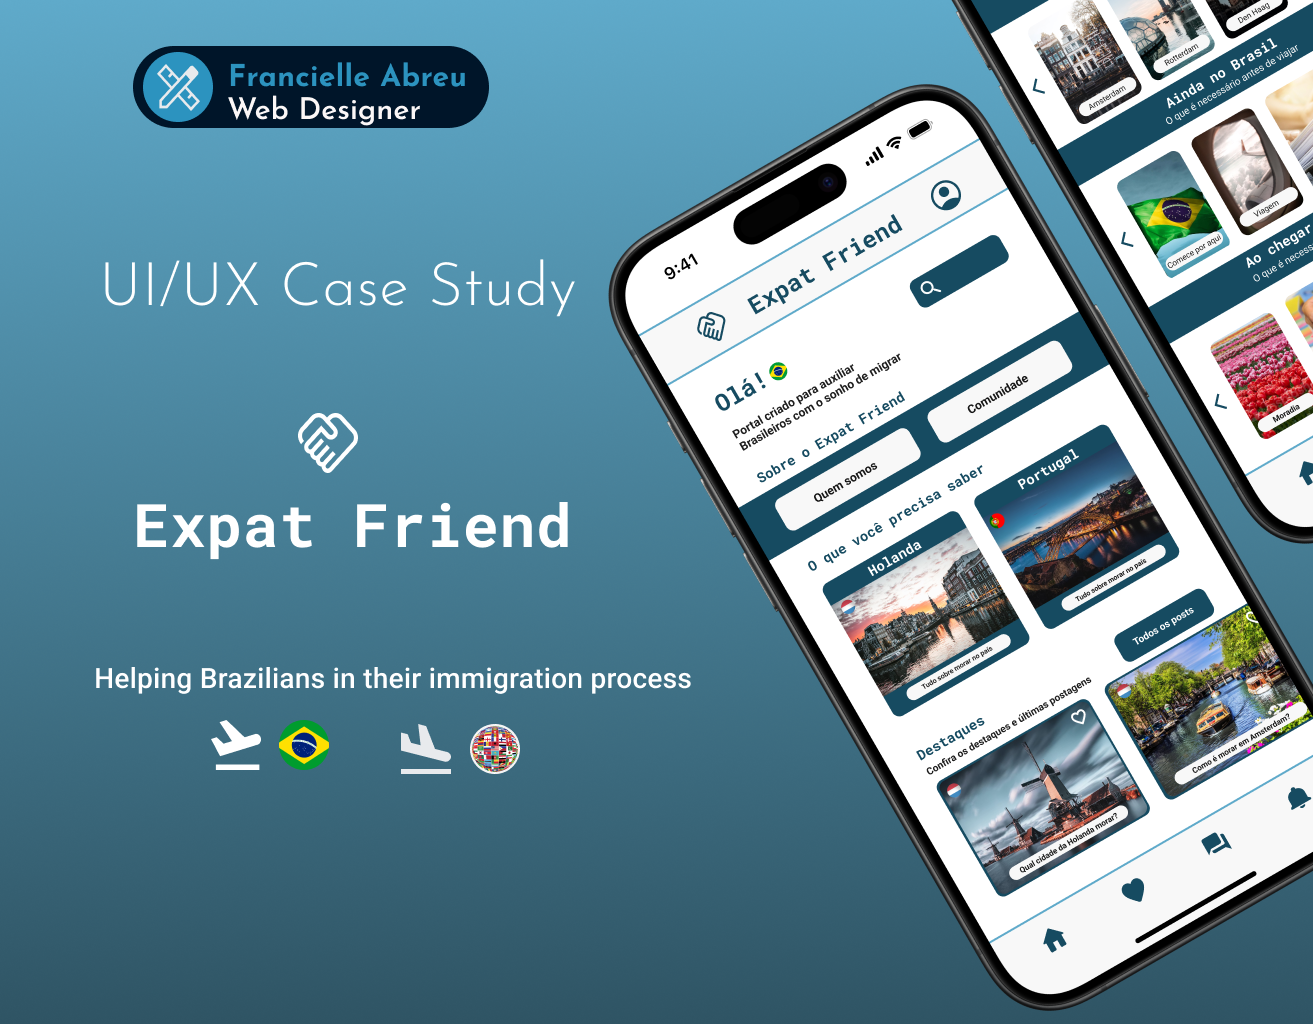 Francielle Abreu
Web Designer
UI/UX Case Study
Expat Friend
Helping Brazilians in their immigration process
9:41
Expat Friend
Olá!
Portal criado para auxiliar
Brasileiros com o sonho de migrar
Sobre o Expat Friend
Quem somos
Comunidade
O que você precisa saber
Holanda
Tudo sobre morar no país
Portugal
Tudo sobre morar no país
Todos os posts
Destaques
Confira os destaques e últimas postagens
Qual cidade da Holanda morar?
Como é morar em Amsterdam?
Amsterdam
Rotterdam
Den Haag
Ainda no Brasil
O que é necessário antes de viajar
Comece por aqui
Viagem
Ao chegar
O que é necess
Moradia